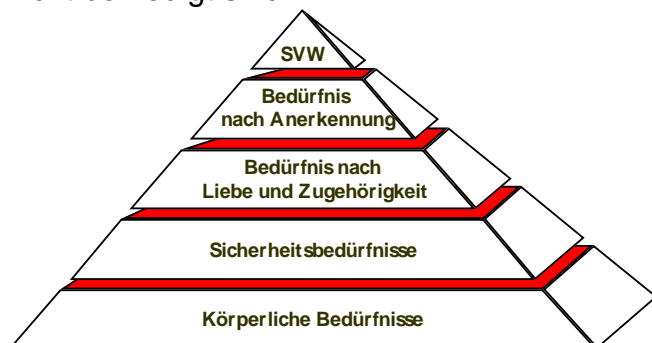 SVW
Bedürfnis
nach Anerkennung
Bedürfnis nach
Liebe und Zugehörigkeit
Sicherheitsbedürfnisse
Körperliche Bedürfnisse